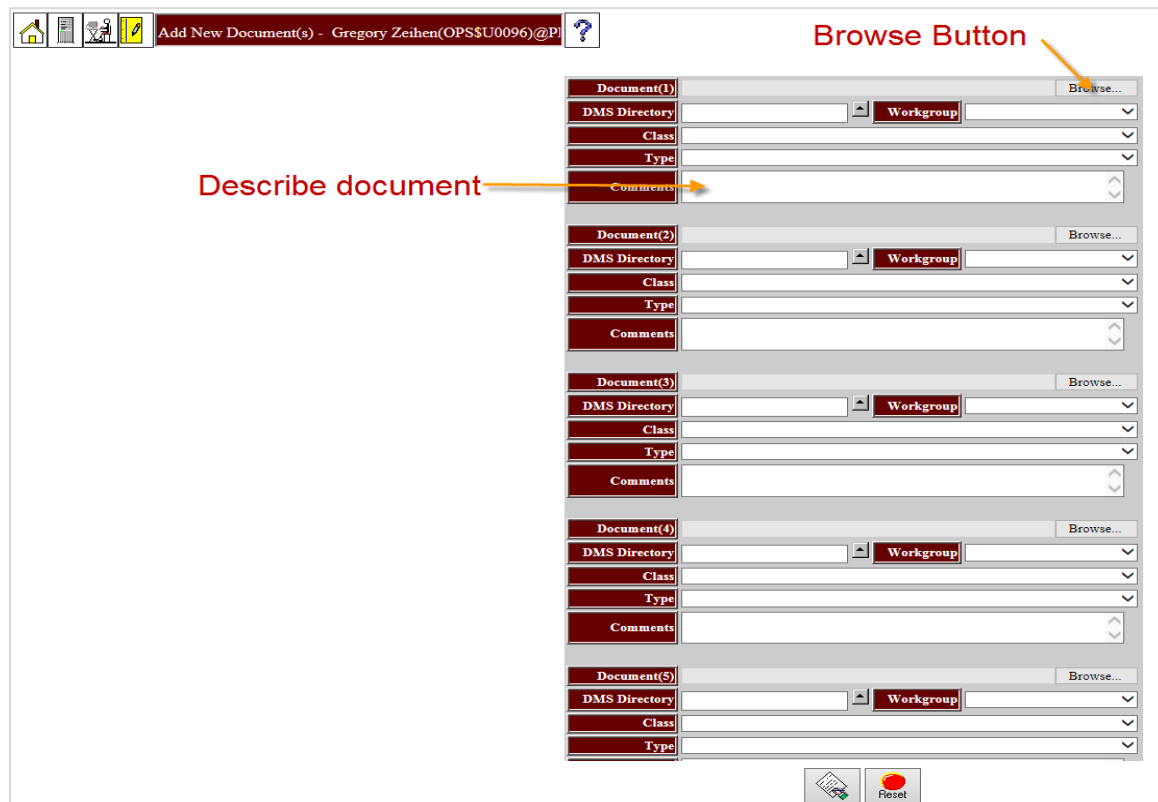 Add New Document(s) -  Gregory Zeihen(OPS$U0096)@P
Browse Button
Document(1) Browse...
DMS Directory Workgroup
Class
Type
Describe document
Comments
Document(2) Browse...
DMS Directory Workgroup
Class
Type
Comments
Document(3) Browse...
DMS Directory Workgroup
Class
Type
Comments
Document(4) Browse...
DMS Directory Workgroup
Class
Type
Comments
Document(5) Browse...
DMS Directory Workgroup
Class
Type
Reset